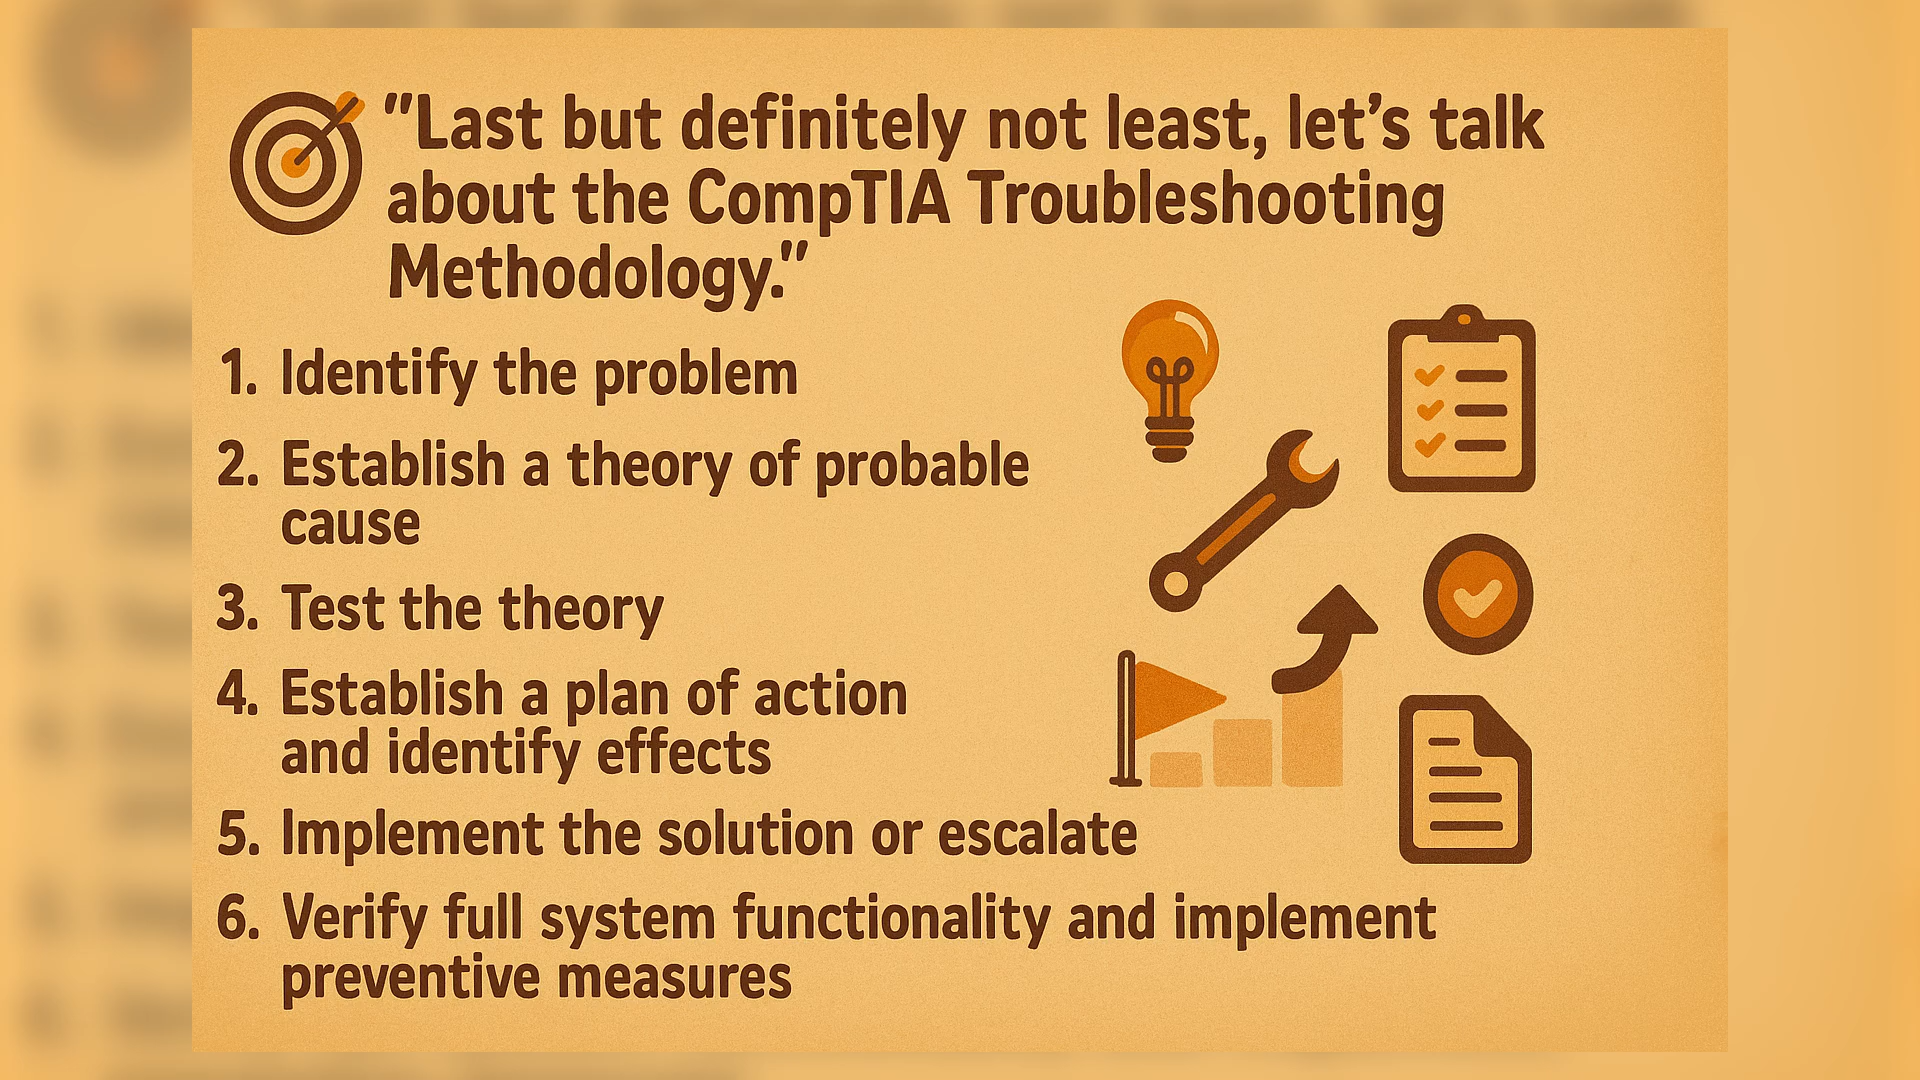 "Last but definitely not least, let's talk
about the CompTIA Troubleshooting
Methodology."
1. Identify the problem
2. Establish a theory of probable
cause
3. Test the theory
4. Establish a plan of action
and identify effects
5. Implement the solution or escalate
6. Verify full system functionality and implement
preventive measures